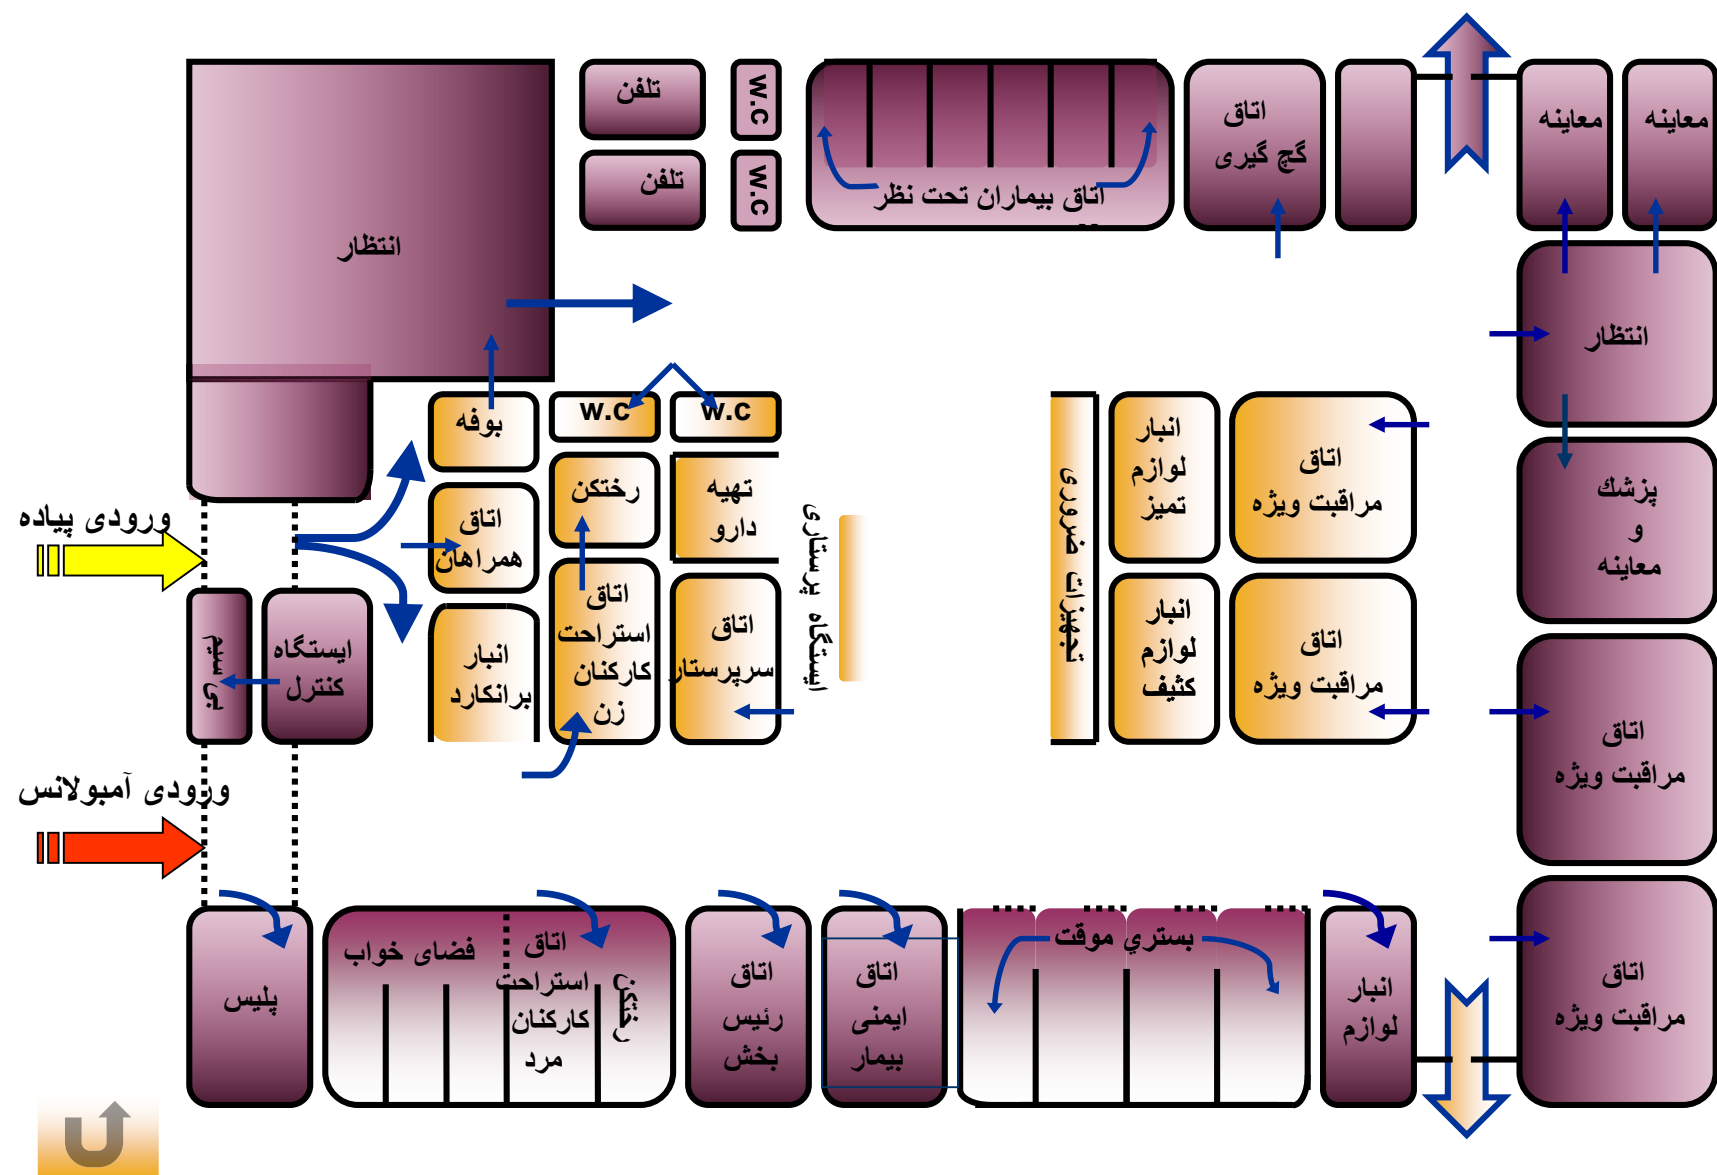 تلفن
w.c
اتاق
گچ گیری
معاینه
معاینه
تلفن
w.c
اتاق بیماران تحت نظر
انتظار
انتظار
بوفه
w.c
w.c
انبار
لوازم
تمیز
اتاق
مراقبت ویژه
رختکن
تهیه
دارو
پزشك
و
معاینه
ورودی پیاده
اتاق
همراهان
ایستگاه پرستاری
تجهیزات ضروری
بی سیم
ایستگاه
کنترل
انبار
برانکارد
اتاق
استراحت
کارکنان
زن
اتاق
سرپرستار
انبار
لوازم
کثیف
اتاق
مراقبت ویژه
اتاق
مراقبت ویژه
ورودی آمبولانس
پلیس
فضای خواب
اتاق
استراحت
کارکنان
مرد
رختکن
اتاق
رئیس
بخش
اتاق
ایمنی
بیمار
بستري موقت
انبار
لوازم
اتاق
مراقبت ویژه